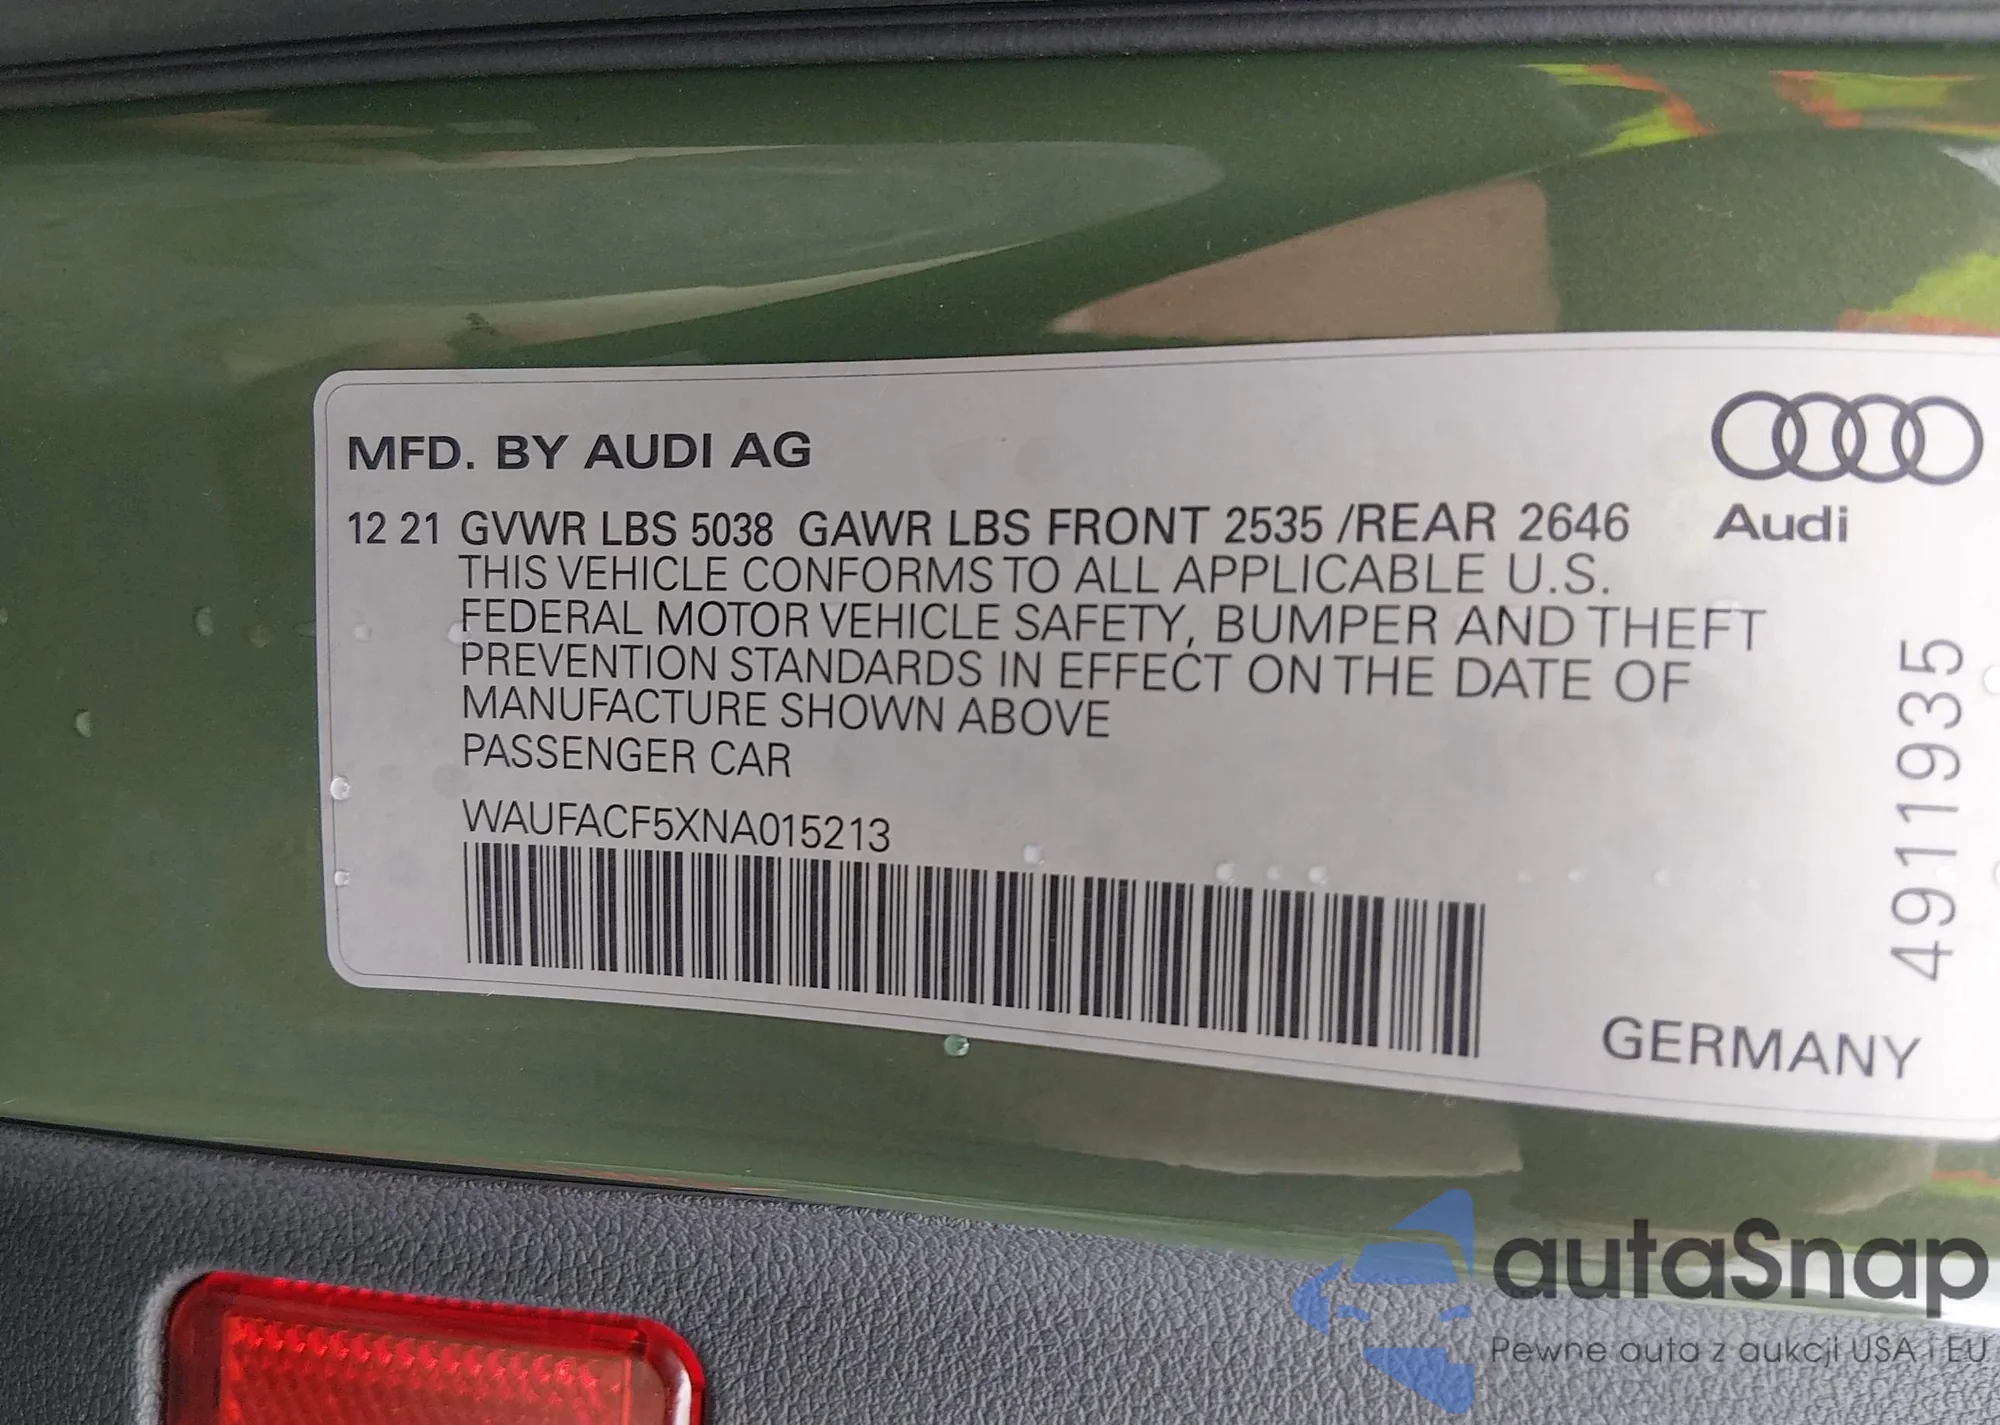 MFD. BY AUDI AG
Audi
12 21 GVWR LBS 5038 GAWR LBS FRONT 2535 /REAR 2646
THIS VEHICLE CONFORMS TO ALL APPLICABLE U.S.
FEDERAL MOTOR VEHICLE SAFETY, BUMPER AND THEFT
PREVENTION STANDARDS IN EFFECT ON THE DATE OF
MANUFACTURE SHOWN ABOVE
PASSENGER CAR
WAUFACF5XNA015213
4911935
GERMANY
autaSnap
Pewne auta z aukcji USA i EU